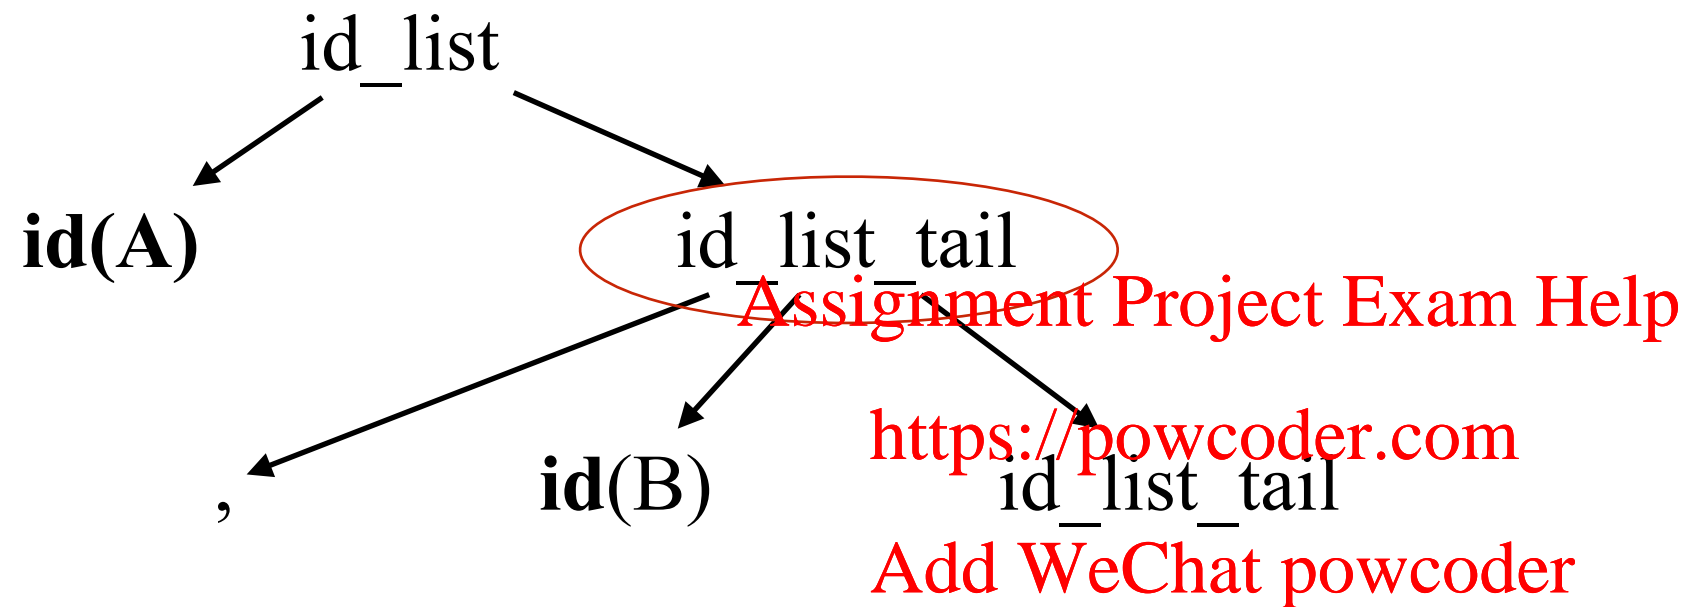 id_list
id(A)
id_list_tail
Assignment Project Exam Help
https://powcoder.com
, id(B) id_list_tail
Add WeChat powcoder